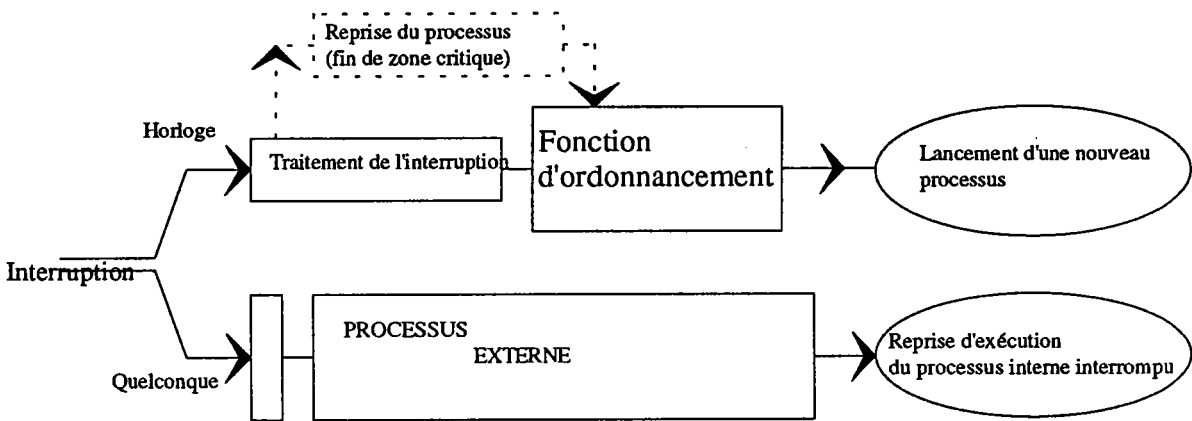 Reprise du processus
(fin de zone critique)
Horloge
Traitement de l'interruption
Fonction
d'ordonnancement
Lancement d'une nouveau
processus
Interruption
PROCESSUS
EXTERNE
Quelconque
Reprise d'exécution
du processus interne interrompu